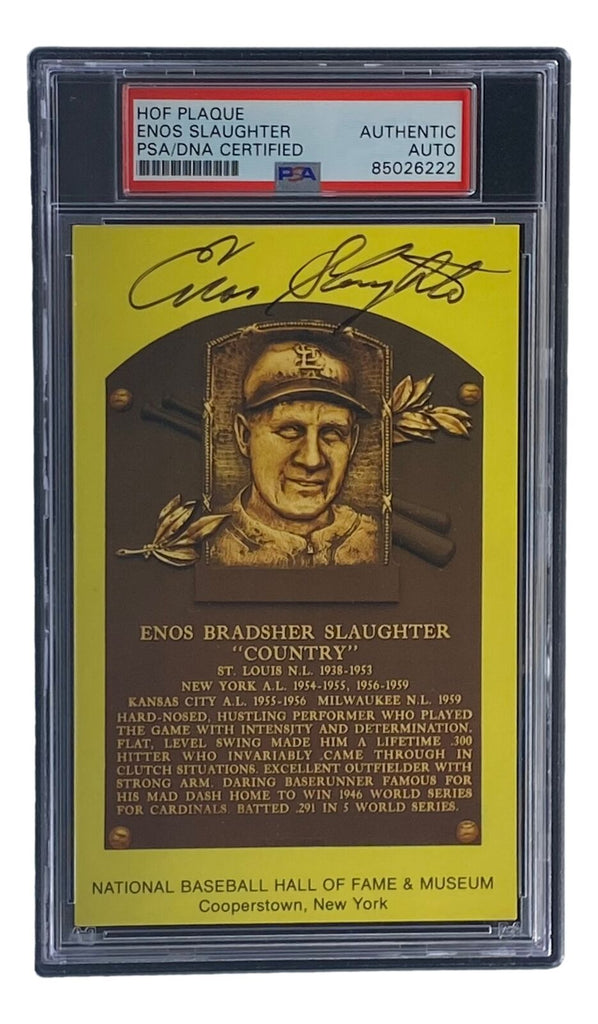 HOF PLAQUE
ENOS SLAUGHTER AUTHENTIC
PSA/DNA CERTIFIED AUTO
PSA 85026222
Enos Slaughter
STL
ENOS BRADSHER SLAUGHTER
"COUNTRY"
ST. LOUIS N.L. 1938-1953
NEW YORK A.L. 1954-1955, 1956-1959
KANSAS CITY A.L. 1955-1956 MILWAUKEE N.L. 1959
HARD-NOSED, HUSTLING PERFORMER WHO PLAYED
THE GAME WITH INTENSITY AND DETERMINATION.
FLAT, LEVEL SWING MADE HIM A LIFETIME .300
HITTER WHO INVARIABLY CAME THROUGH IN
CLUTCH SITUATIONS. EXCELLENT OUTFIELDER WITH
STRONG ARM. DARING BASERUNNER FAMOUS FOR
HIS MAD DASH HOME TO WIN 1946 WORLD SERIES
FOR CARDINALS. BATTED .291 IN 5 WORLD SERIES.
NATIONAL BASEBALL HALL OF FAME & MUSEUM
Cooperstown, New York